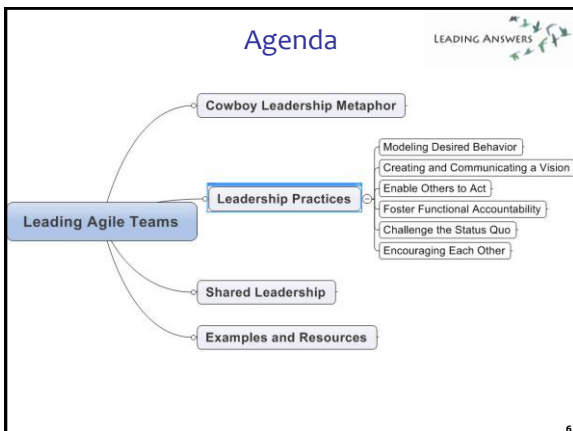 Agenda
LEADING ANSWERS
Cowboy Leadership Metaphor
Leading Agile Teams
Leadership Practices
Modeling Desired Behavior
Creating and Communicating a Vision
Enable Others to Act
Foster Functional Accountability
Challenge the Status Quo
Encouraging Each Other
Shared Leadership
Examples and Resources
6